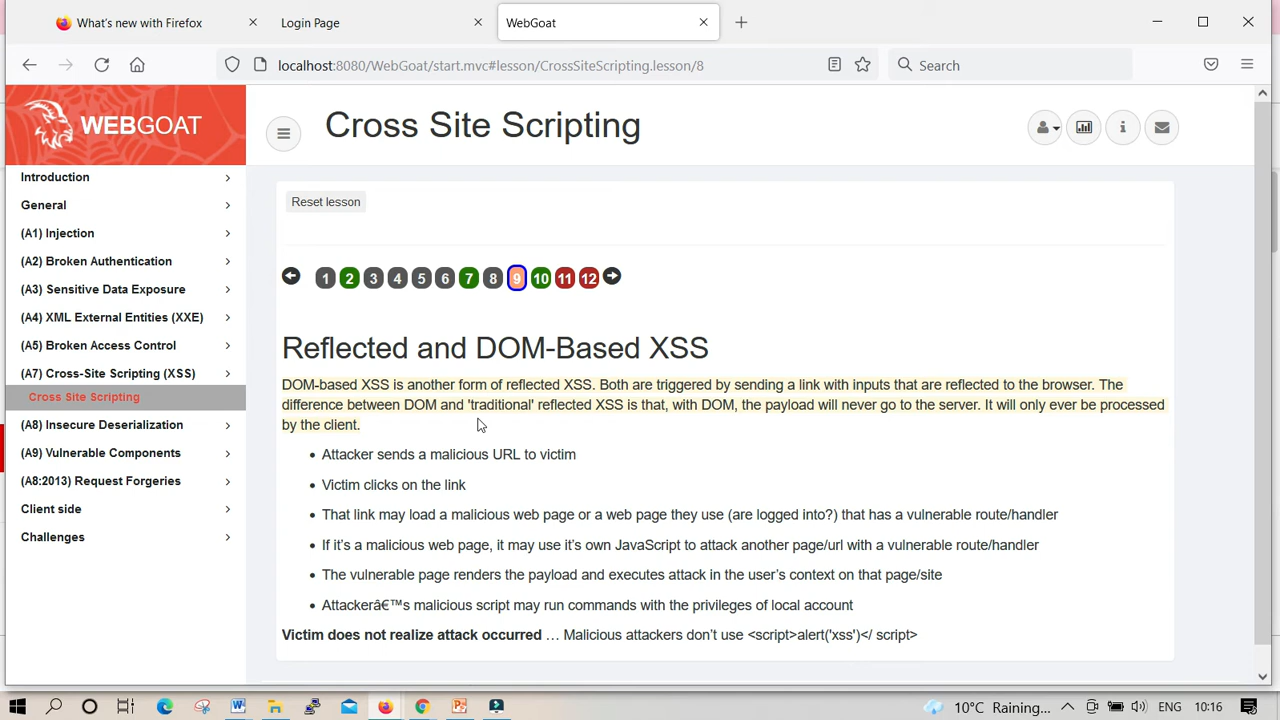 What's new with Firefox
Login Page
WebGoat
localhost:8080/WebGoat/start.mvc#lesson/CrossSiteScripting.lesson/8
Search
WEBGOAT
Cross Site Scripting
Introduction
General
(A1) Injection
(A2) Broken Authentication
(A3) Sensitive Data Exposure
(A4) XML External Entities (XXE)
(A5) Broken Access Control
(A7) Cross-Site Scripting (XSS)
Cross Site Scripting
(A8) Insecure Deserialization
(A9) Vulnerable Components
(A8:2013) Request Forgeries
Client side
Challenges
Reset lesson
1 2 3 4 5 6 7 8 9 10 11 12
Reflected and DOM-Based XSS
DOM-based XSS is another form of reflected XSS. Both are triggered by sending a link with inputs that are reflected to the browser. The
difference between DOM and 'traditional' reflected XSS is that, with DOM, the payload will never go to the server. It will only ever be processed
by the client.
• Attacker sends a malicious URL to victim
• Victim clicks on the link
• That link may load a malicious web page or a web page they use (are logged into?) that has a vulnerable route/handler
• If it's a malicious web page, it may use it's own JavaScript to attack another page/url with a vulnerable route/handler
• The vulnerable page renders the payload and executes attack in the user's context on that page/site
• Attackerâ€™s malicious script may run commands with the privileges of local account
Victim does not realize attack occurred … Malicious attackers don't use <script>alert('xss')</ script>
10°C Raining... ENG 10:16